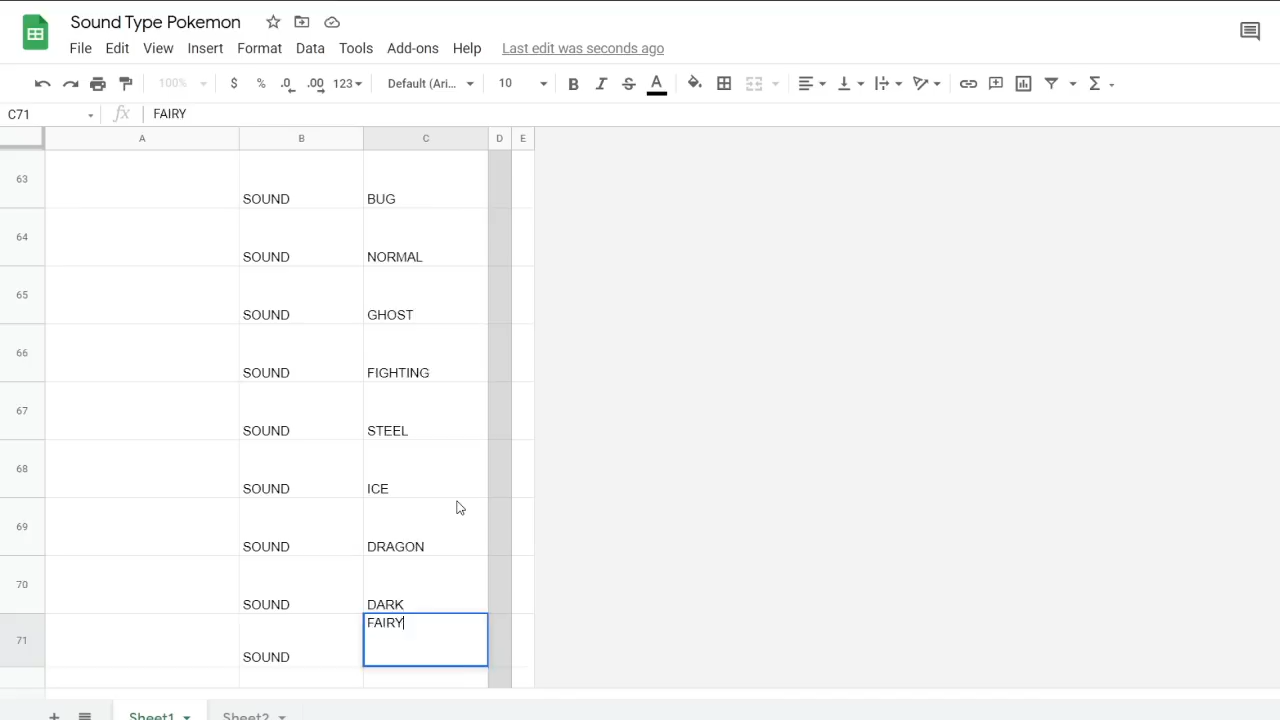 Sound Type Pokemon
File Edit View Insert Format Data Tools Add-ons Help Last edit was seconds ago
100% $ % .0 .00 123 Default (Ari... 10 B I S A Σ
C71 fx FAIRY
A B C D E
63 SOUND BUG
64 SOUND NORMAL
65 SOUND GHOST
66 SOUND FIGHTING
67 SOUND STEEL
68 SOUND ICE
69 SOUND DRAGON
70 SOUND DARK
71 SOUND FAIRY
+ Sheet1 Sheet2